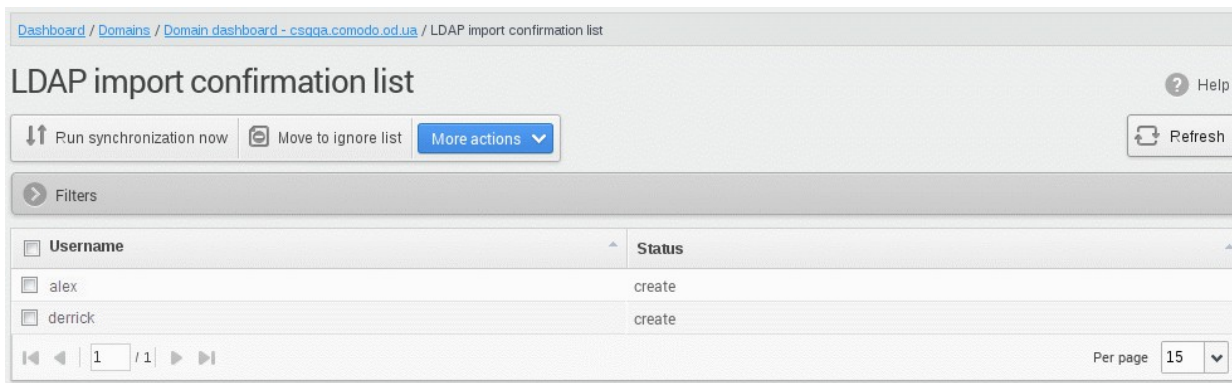 Dashboard / Domains / Domain dashboard - csgqa.comodo.od.ua / LDAP import confirmation list
LDAP import confirmation list
Help
Run synchronization now
Move to ignore list
More actions
Refresh
Filters
Username Status
alex create
derrick create
1 / 1
Per page 15